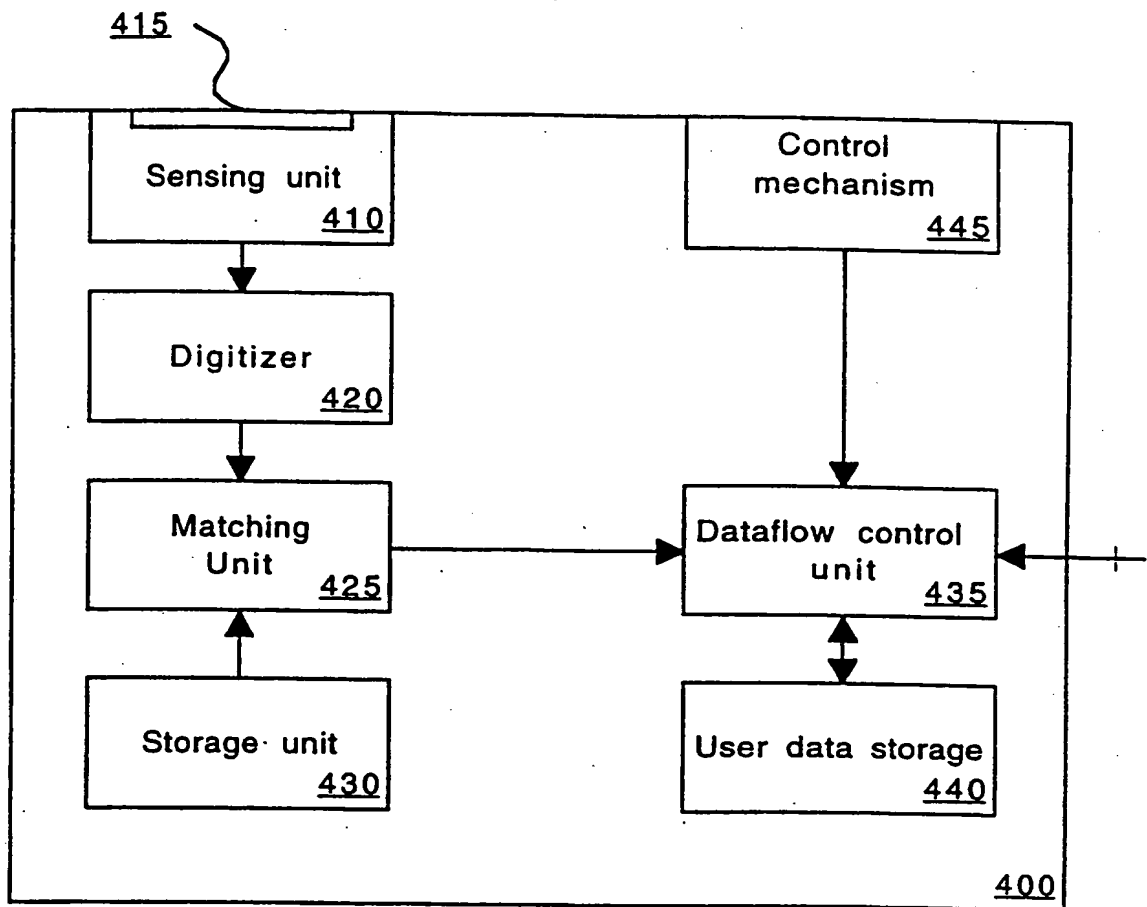 415
Sensing unit
410
Control
mechanism
445
Digitizer
420
Matching
Unit
425
Dataflow control
unit
435
Storage unit
430
User data storage
440
400